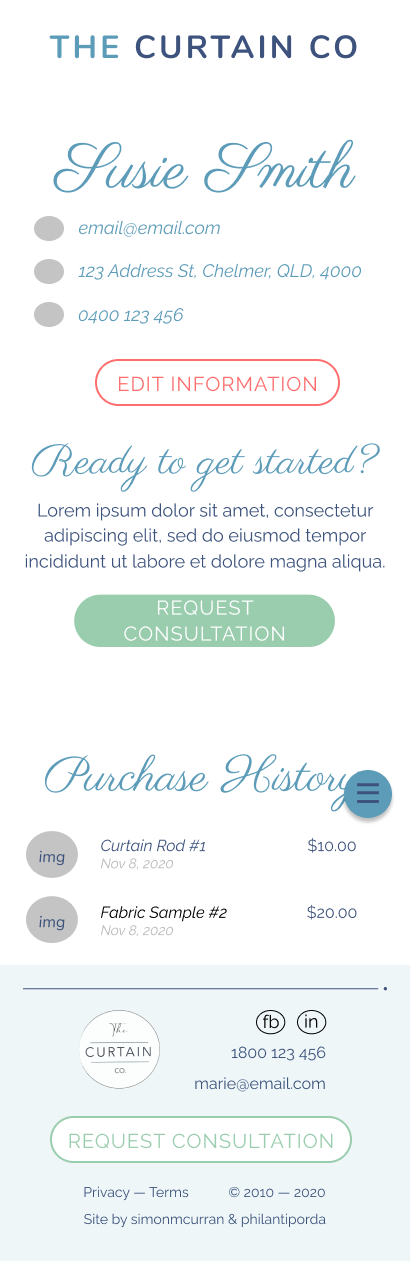 THE CURTAIN CO
Susie Smith
email@email.com
123 Address St, Chelmer, QLD, 4000
0400 123 456
EDIT INFORMATION
Ready to get started?
Lorem ipsum dolor sit amet, consectetur
adipiscing elit, sed do eiusmod tempor
incididunt ut labore et dolore magna aliqua.
REQUEST
CONSULTATION
Purchase History
img
Curtain Rod #1
$10.00
Nov 8, 2020
img
Fabric Sample #2
$20.00
Nov 8, 2020
The
CURTAIN
CO.
fb in
1800 123 456
marie@email.com
REQUEST CONSULTATION
Privacy — Terms
© 2010 — 2020
Site by simonmcurran & philantiporda